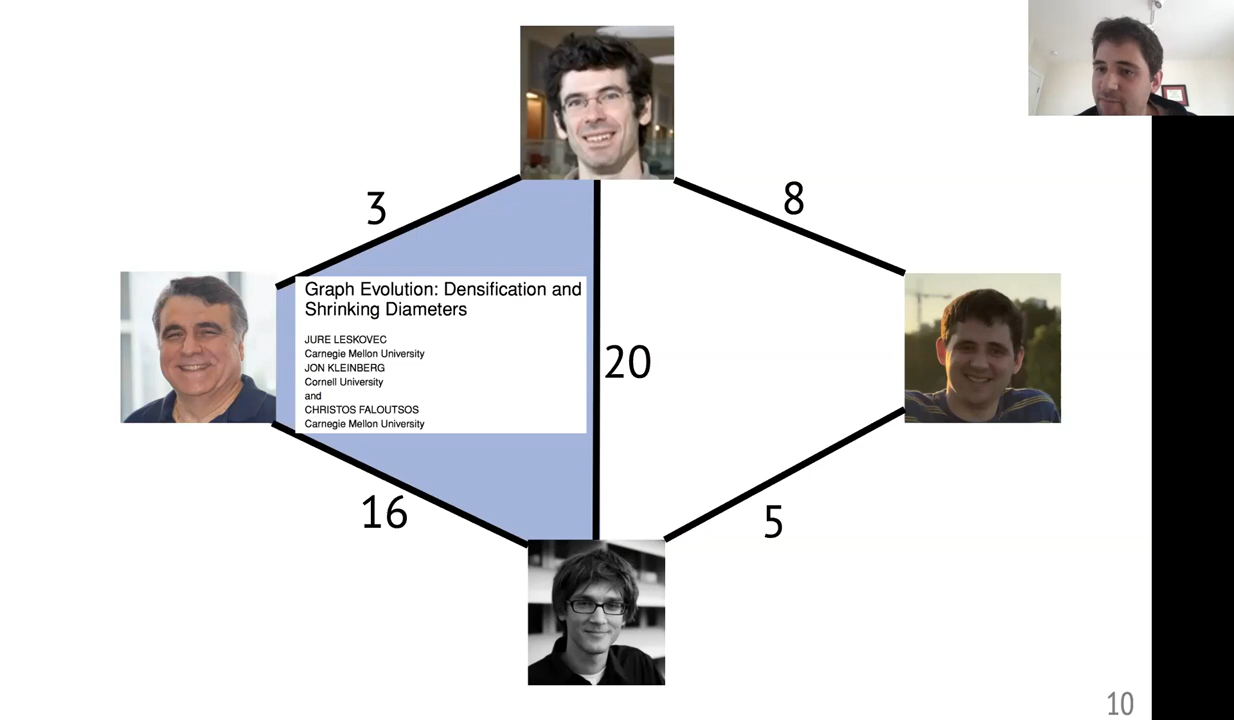 3
8
Graph Evolution: Densification and
Shrinking Diameters
JURE LESKOVEC
Carnegie Mellon University
JON KLEINBERG
Cornell University
and
CHRISTOS FALOUTSOS
Carnegie Mellon University
20
16
5
10